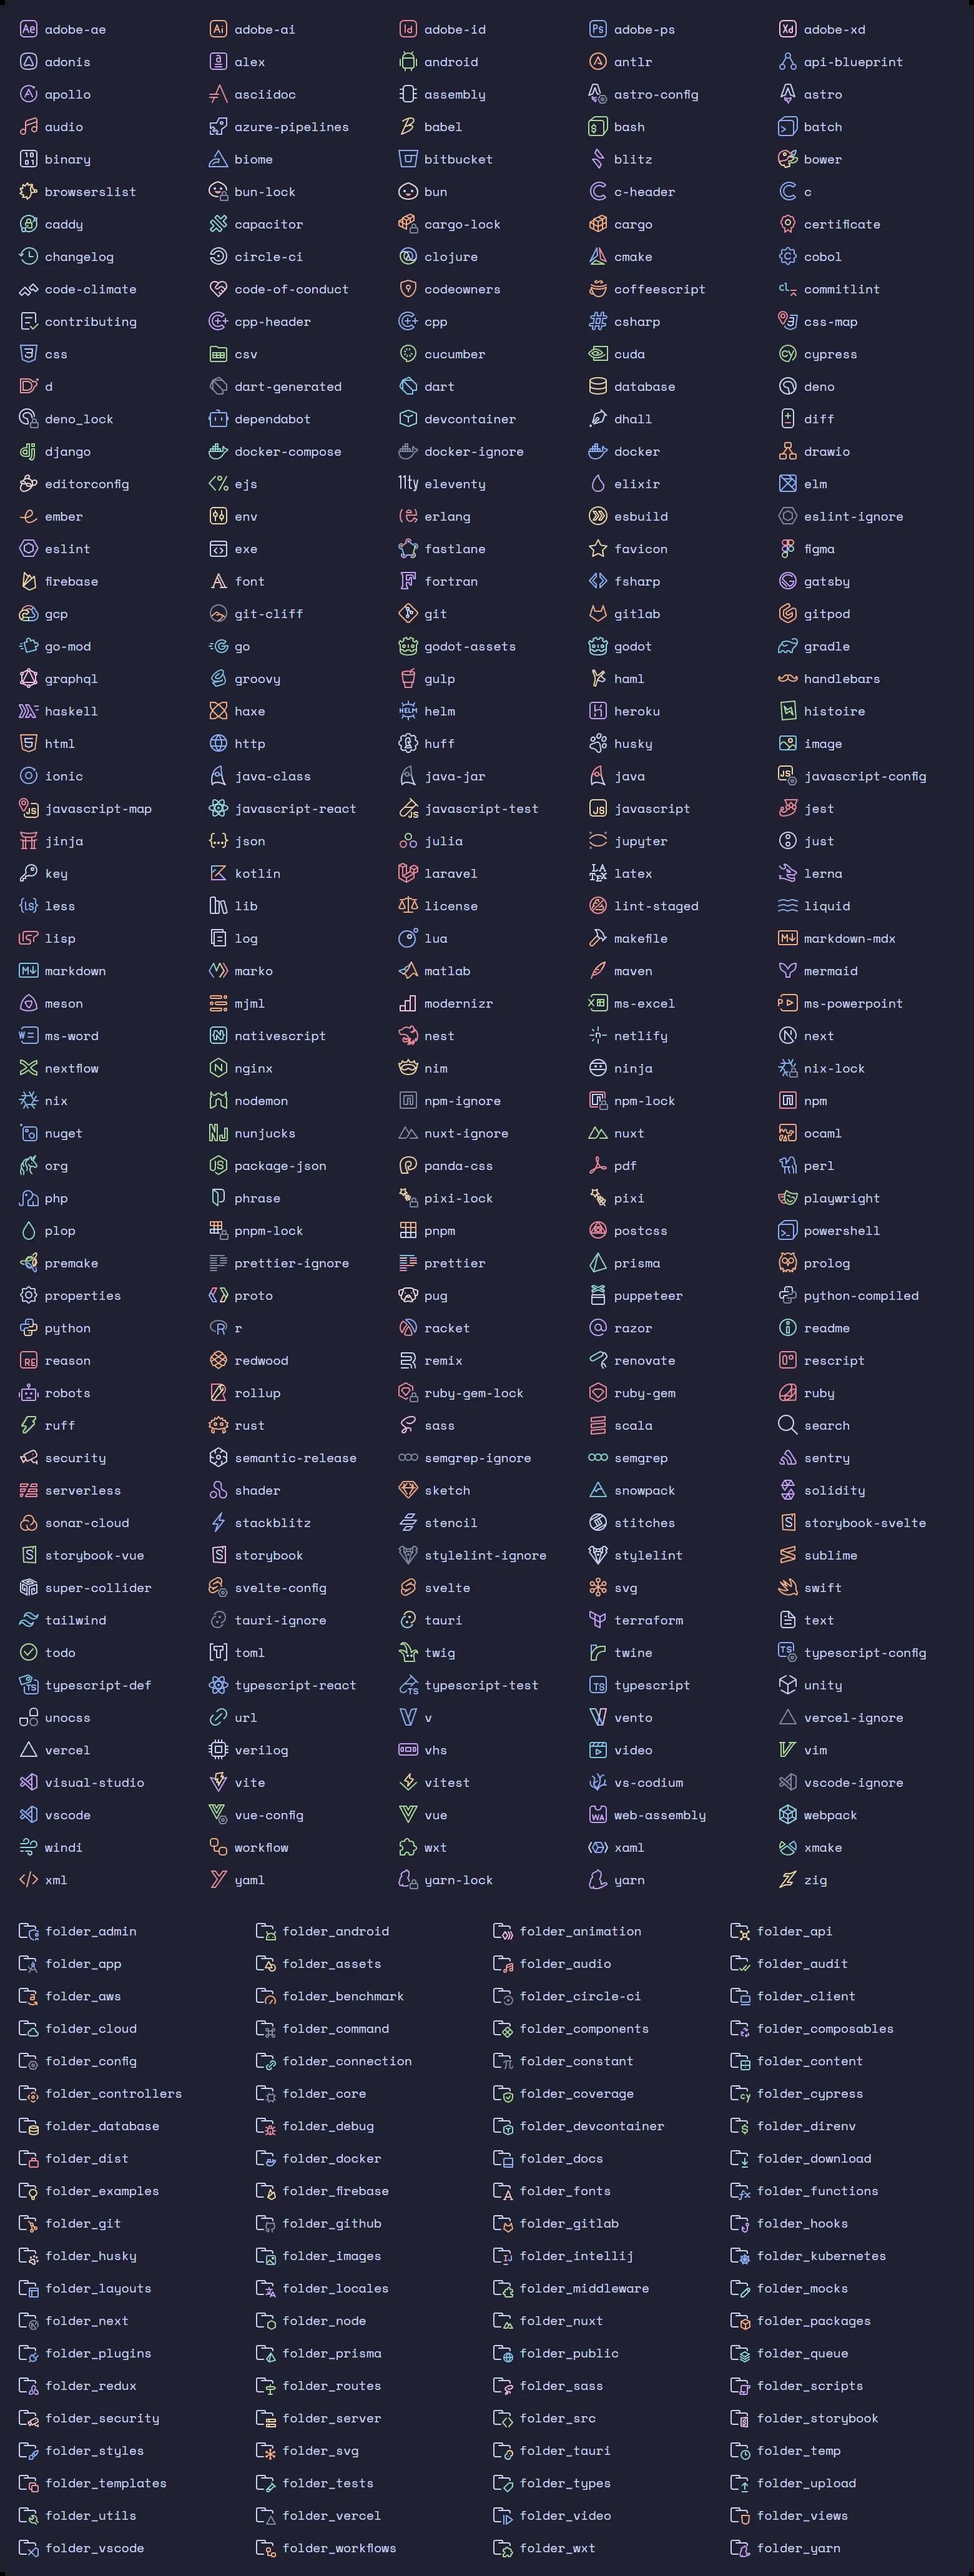 adobe-ae adobe-ai adobe-id adobe-ps adobe-xd
adonis alex android antlr api-blueprint
apollo asciidoc assembly astro-config astro
audio azure-pipelines babel bash batch
binary biome bitbucket blitz bower
browserslist bun-lock bun c-header c
caddy capacitor cargo-lock cargo certificate
changelog circle-ci clojure cmake cobol
code-climate code-of-conduct codeowners coffeescript commitlint
contributing cpp-header cpp csharp css-map
css csv cucumber cuda cypress
d dart-generated dart database deno
deno_lock dependabot devcontainer dhall diff
django docker-compose docker-ignore docker drawio
editorconfig ejs eleventy elixir elm
ember env erlang esbuild eslint-ignore
eslint exe fastlane favicon figma
firebase font fortran fsharp gatsby
gcp git-cliff git gitlab gitpod
go-mod go godot-assets godot gradle
graphql groovy gulp haml handlebars
haskell haxe helm heroku histoire
html http huff husky image
ionic java-class java-jar java javascript-config
javascript-map javascript-react javascript-test javascript jest
jinja json julia jupyter just
key kotlin laravel latex lerna
less lib license lint-staged liquid
lisp log lua makefile markdown-mdx
markdown marko matlab maven mermaid
meson mjml modernizr ms-excel ms-powerpoint
ms-word nativescript nest netlify next
nextflow nginx nim ninja nix-lock
nix nodemon npm-ignore npm-lock npm
nuget nunjucks nuxt-ignore nuxt ocaml
org package-json panda-css pdf perl
php phrase pixi-lock pixi playwright
plop pnpm-lock pnpm postcss powershell
premake prettier-ignore prettier prisma prolog
properties proto pug puppeteer python-compiled
python r racket razor readme
reason redwood remix renovate rescript
robots rollup ruby-gem-lock ruby-gem ruby
ruff rust sass scala search
security semantic-release semgrep-ignore semgrep sentry
serverless shader sketch snowpack solidity
sonar-cloud stackblitz stencil stitches storybook-svelte
storybook-vue storybook stylelint-ignore stylelint sublime
super-collider svelte-config svelte svg swift
tailwind tauri-ignore tauri terraform text
todo toml twig twine typescript-config
typescript-def typescript-react typescript-test typescript unity
unocss url v vento vercel-ignore
vercel verilog vhs video vim
visual-studio vite vitest vs-codium vscode-ignore
vscode vue-config vue web-assembly webpack
windi workflow wxt xaml xmake
xml yaml yarn-lock yarn zig
folder_admin folder_android folder_animation folder_api
folder_app folder_assets folder_audio folder_audit
folder_aws folder_benchmark folder_circle-ci folder_client
folder_cloud folder_command folder_components folder_composables
folder_config folder_connection folder_constant folder_content
folder_controllers folder_core folder_coverage folder_cypress
folder_database folder_debug folder_devcontainer folder_direnv
folder_dist folder_docker folder_docs folder_download
folder_examples folder_firebase folder_fonts folder_functions
folder_git folder_github folder_gitlab folder_hooks
folder_husky folder_images folder_intellij folder_kubernetes
folder_layouts folder_locales folder_middleware folder_mocks
folder_next folder_node folder_nuxt folder_packages
folder_plugins folder_prisma folder_public folder_queue
folder_redux folder_routes folder_sass folder_scripts
folder_security folder_server folder_src folder_storybook
folder_styles folder_svg folder_tauri folder_temp
folder_templates folder_tests folder_types folder_upload
folder_utils folder_vercel folder_video folder_views
folder_vscode folder_workflows folder_wxt folder_yarn